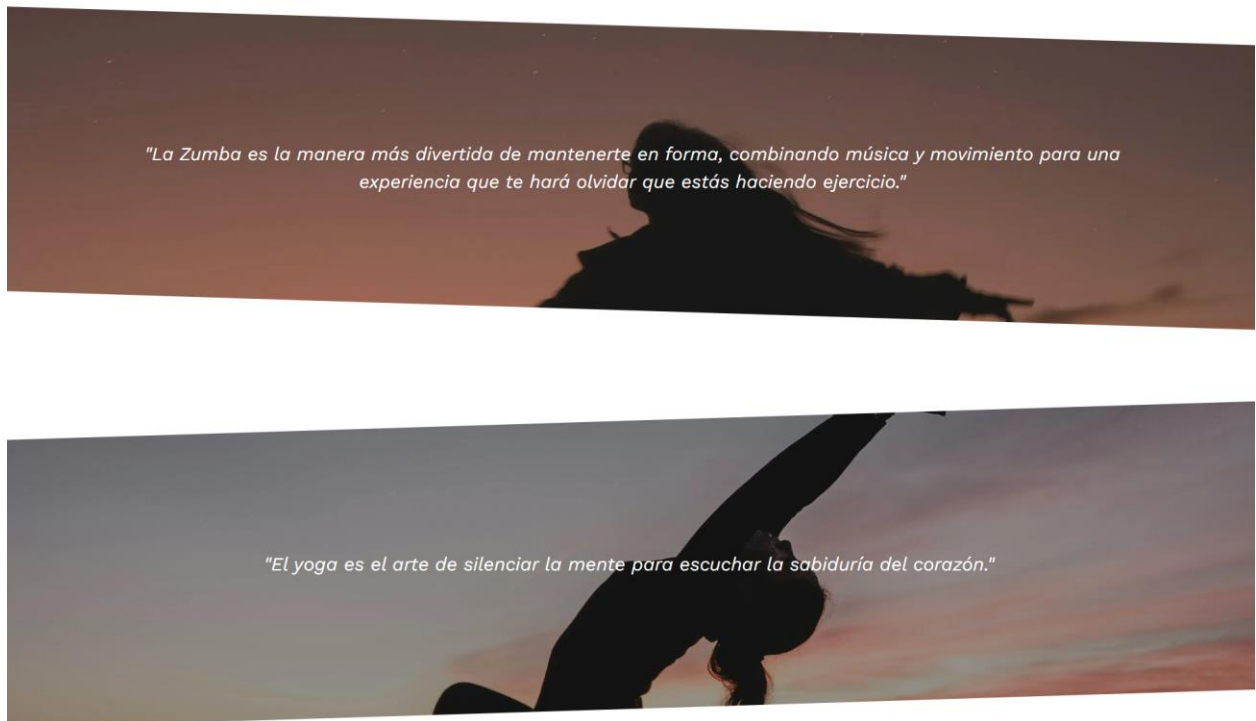 "La Zumba es la manera más divertida de mantenerte en forma, combinando música y movimiento para una
experiencia que te hará olvidar que estás haciendo ejercicio."
"El yoga es el arte de silenciar la mente para escuchar la sabiduría del corazón."